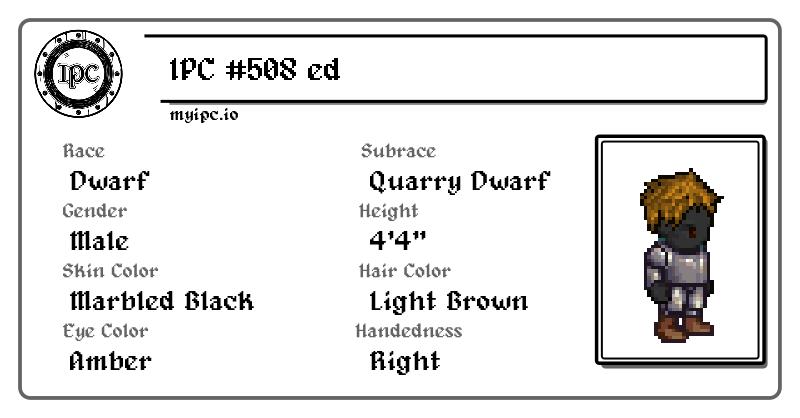 IPC
IPC #508 ed
myipc.io
Race
Dwarf
Subrace
Quarry Dwarf
Gender
Male
Height
4'4"
Skin Color
Marbled Black
Hair Color
Light Brown
Eye Color
Amber
Handedness
Right